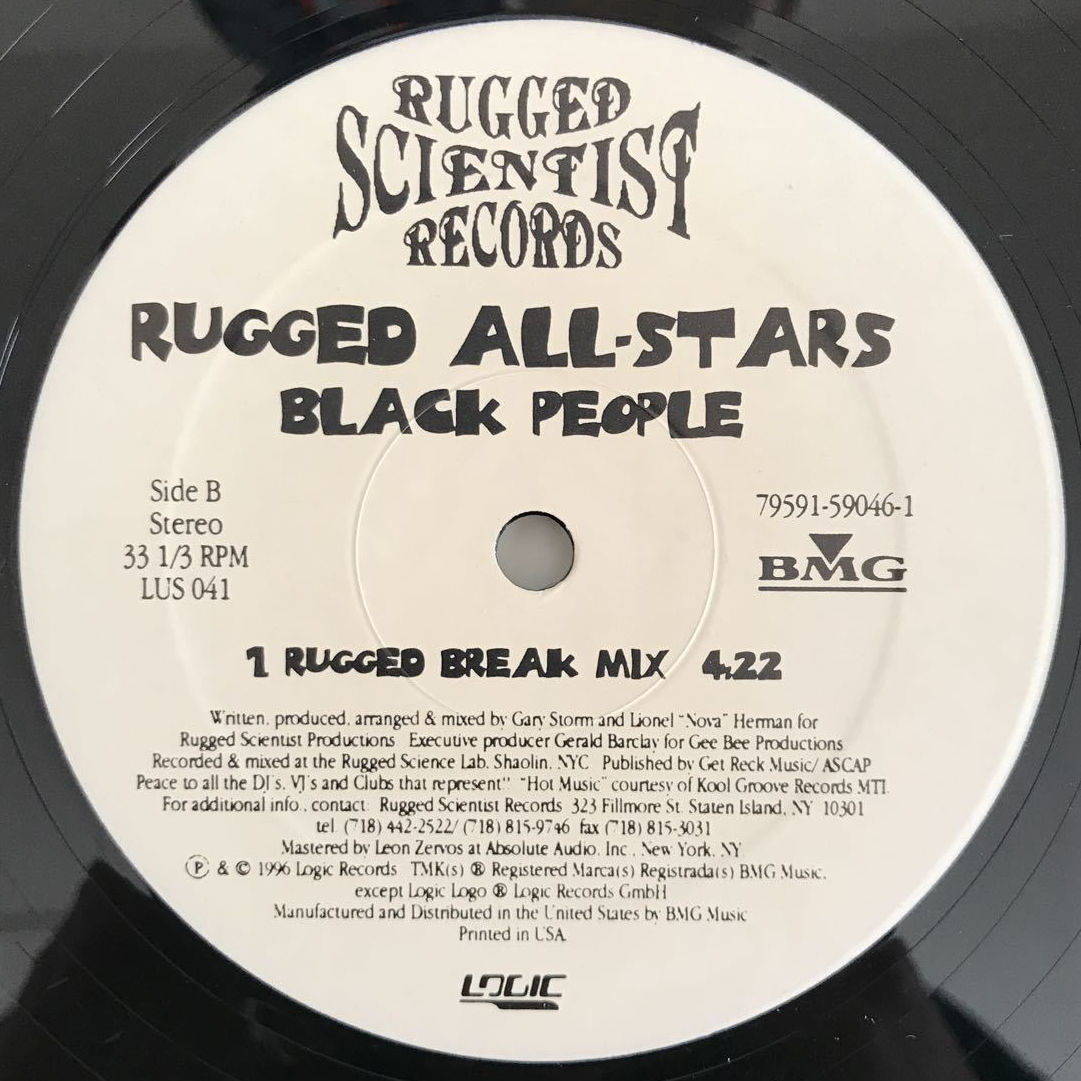 RUGGED
SCIENTIST
RECORDS
RUGGED ALL-STARS
BLACK PEOPLE
Side B
Stereo
33 1/3 RPM
LUS 041
79591-59046-1
BMG
1 RUGGED BREAK MIX 4.22
Written, produced, arranged & mixed by Gary Storm and Lionel "Nova" Herman for
Rugged Scientist Productions Executive producer Gerald Barclay for Gee Bee Productions
Recorded & mixed at the Rugged Science Lab, Shaolin, NYC Published by Get Reck Music/ ASCAP
Peace to all the DJ's, VJ's and Clubs that represent!! "Hot Music" courtesy of Kool Groove Records MTI
For additional info., contact: Rugged Scientist Records 323 Fillmore St. Staten Island, NY 10301
tel. (718) 442-2522/ (718) 815-9746 fax (718) 815-3031
Mastered by Leon Zervos at Absolute Audio, Inc., New York, NY
℗ & © 1996 Logic Records TMK(s) ® Registered Marca(s) Registrada(s) BMG Music,
except Logic Logo ® Logic Records GmbH
Manufactured and Distributed in the United States by BMG Music
Printed in USA
LOGIC